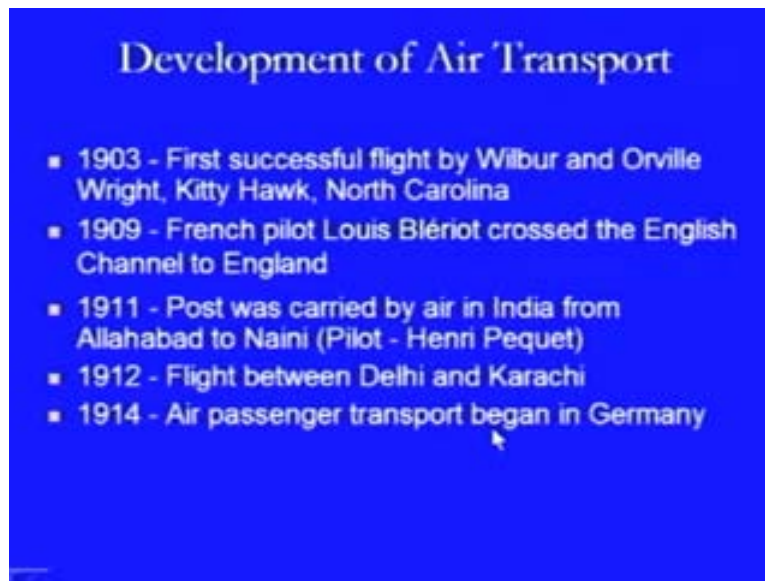 Development of Air Transport
▪ 1903 - First successful flight by Wilbur and Orville
Wright, Kitty Hawk, North Carolina
▪ 1909 - French pilot Louis Blériot crossed the English
Channel to England
▪ 1911 - Post was carried by air in India from
Allahabad to Naini (Pilot - Henri Pequet)
▪ 1912 - Flight between Delhi and Karachi
▪ 1914 - Air passenger transport began in Germany